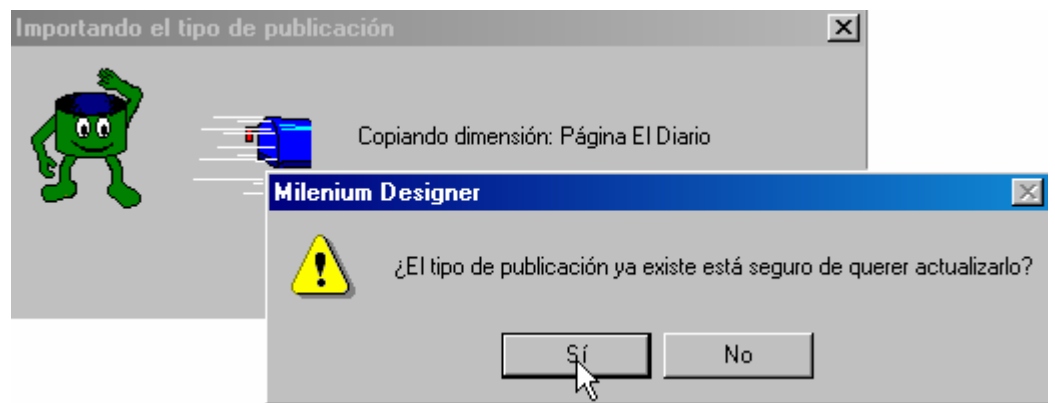 Importando el tipo de publicación
Copiando dimensión: Página El Diario
Milenium Designer
¿El tipo de publicación ya existe está seguro de querer actualizarlo?
Sí
No